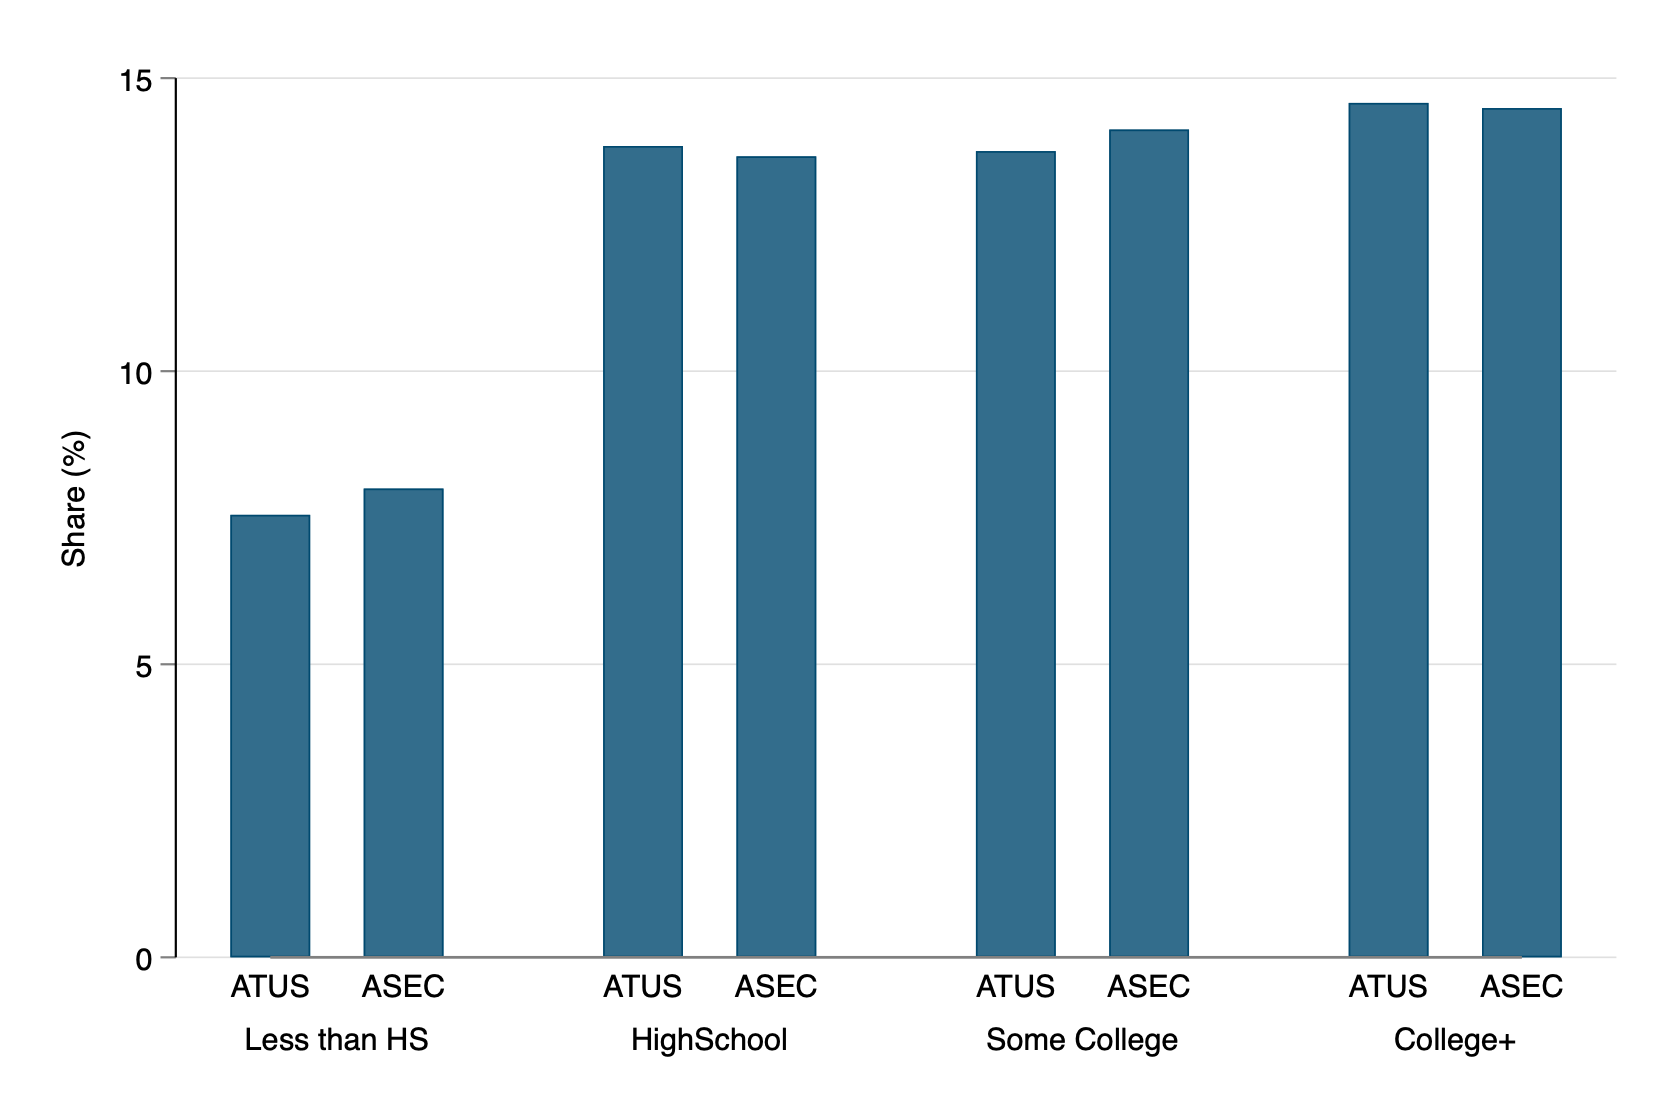 15
10
5
0
Share (%)
ATUS ASEC ATUS ASEC ATUS ASEC ATUS ASEC
Less than HS HighSchool Some College College+